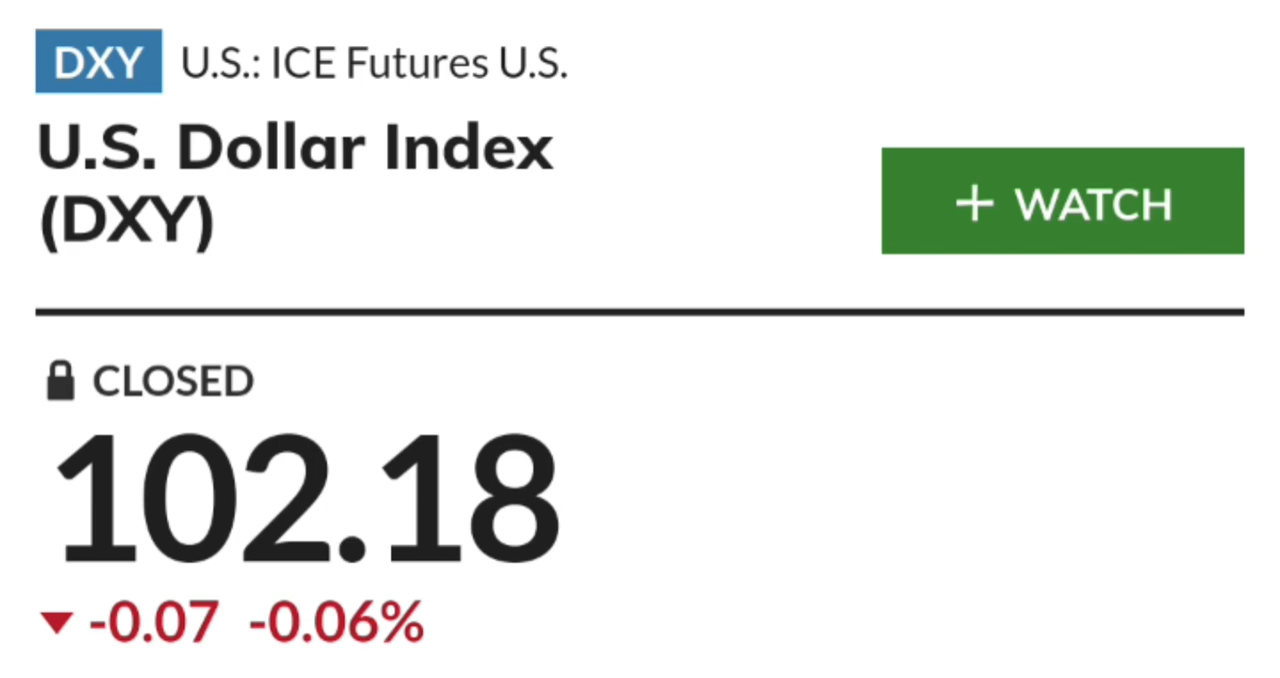 DXY U.S.: ICE Futures U.S.
U.S. Dollar Index
(DXY)
+ WATCH
CLOSED
102.18
-0.07 -0.06%